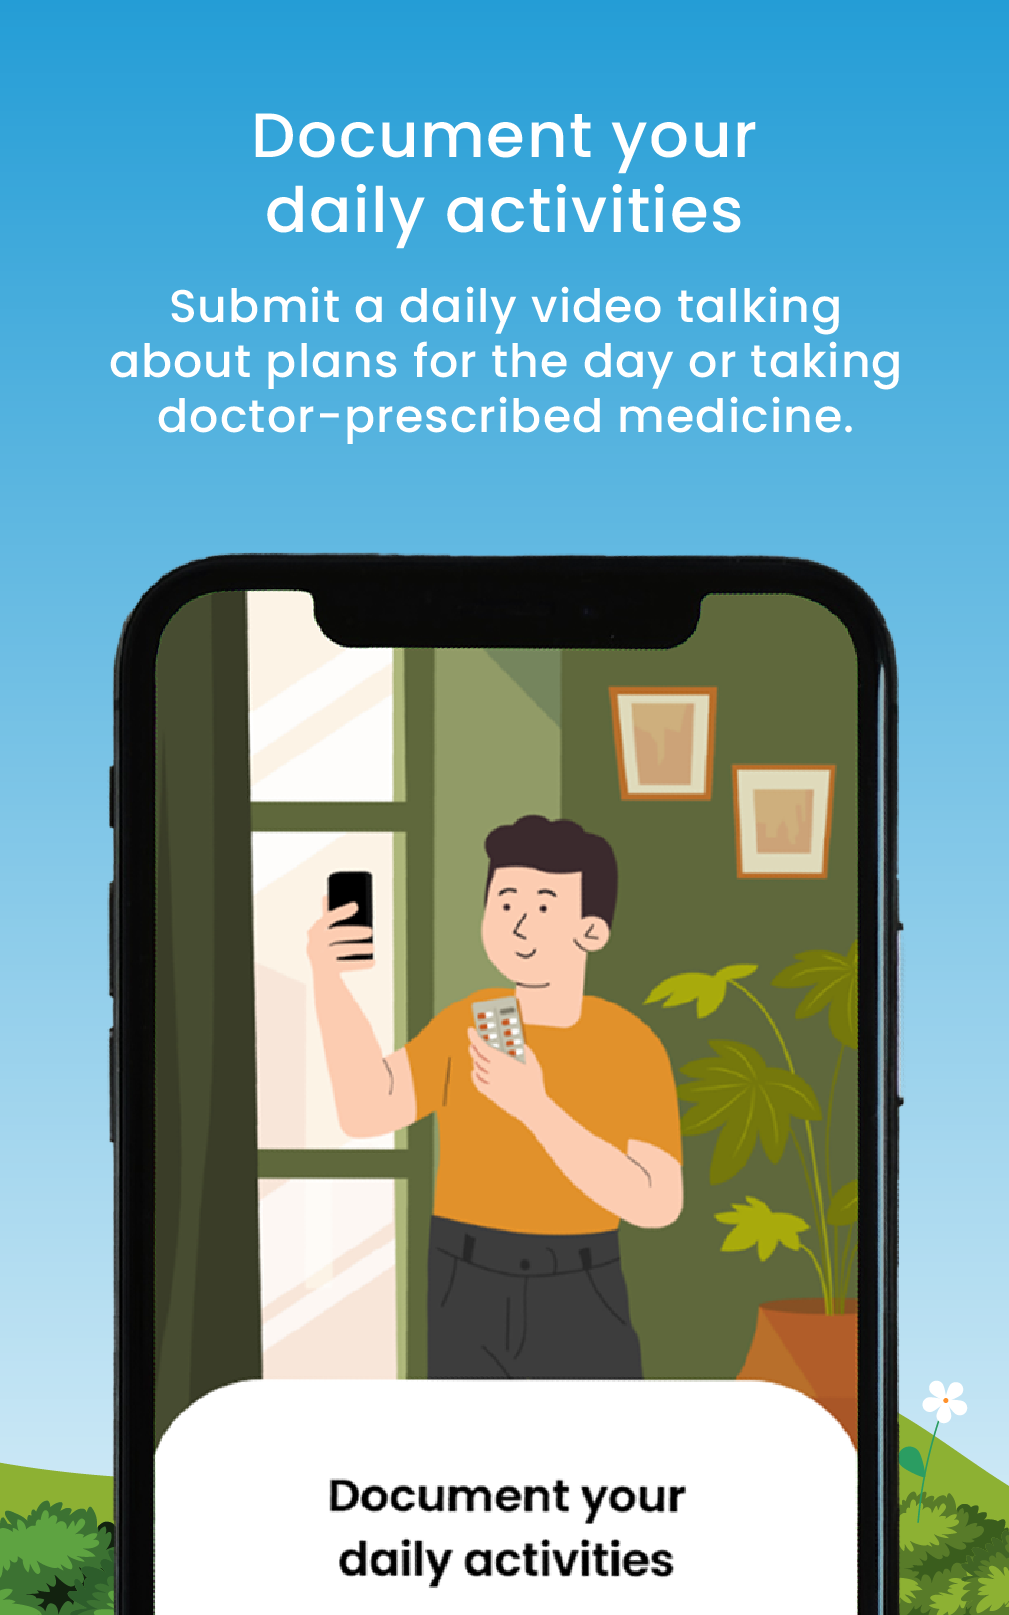 Document your
daily activities
Submit a daily video talking
about plans for the day or taking
doctor-prescribed medicine.
Document your
daily activities